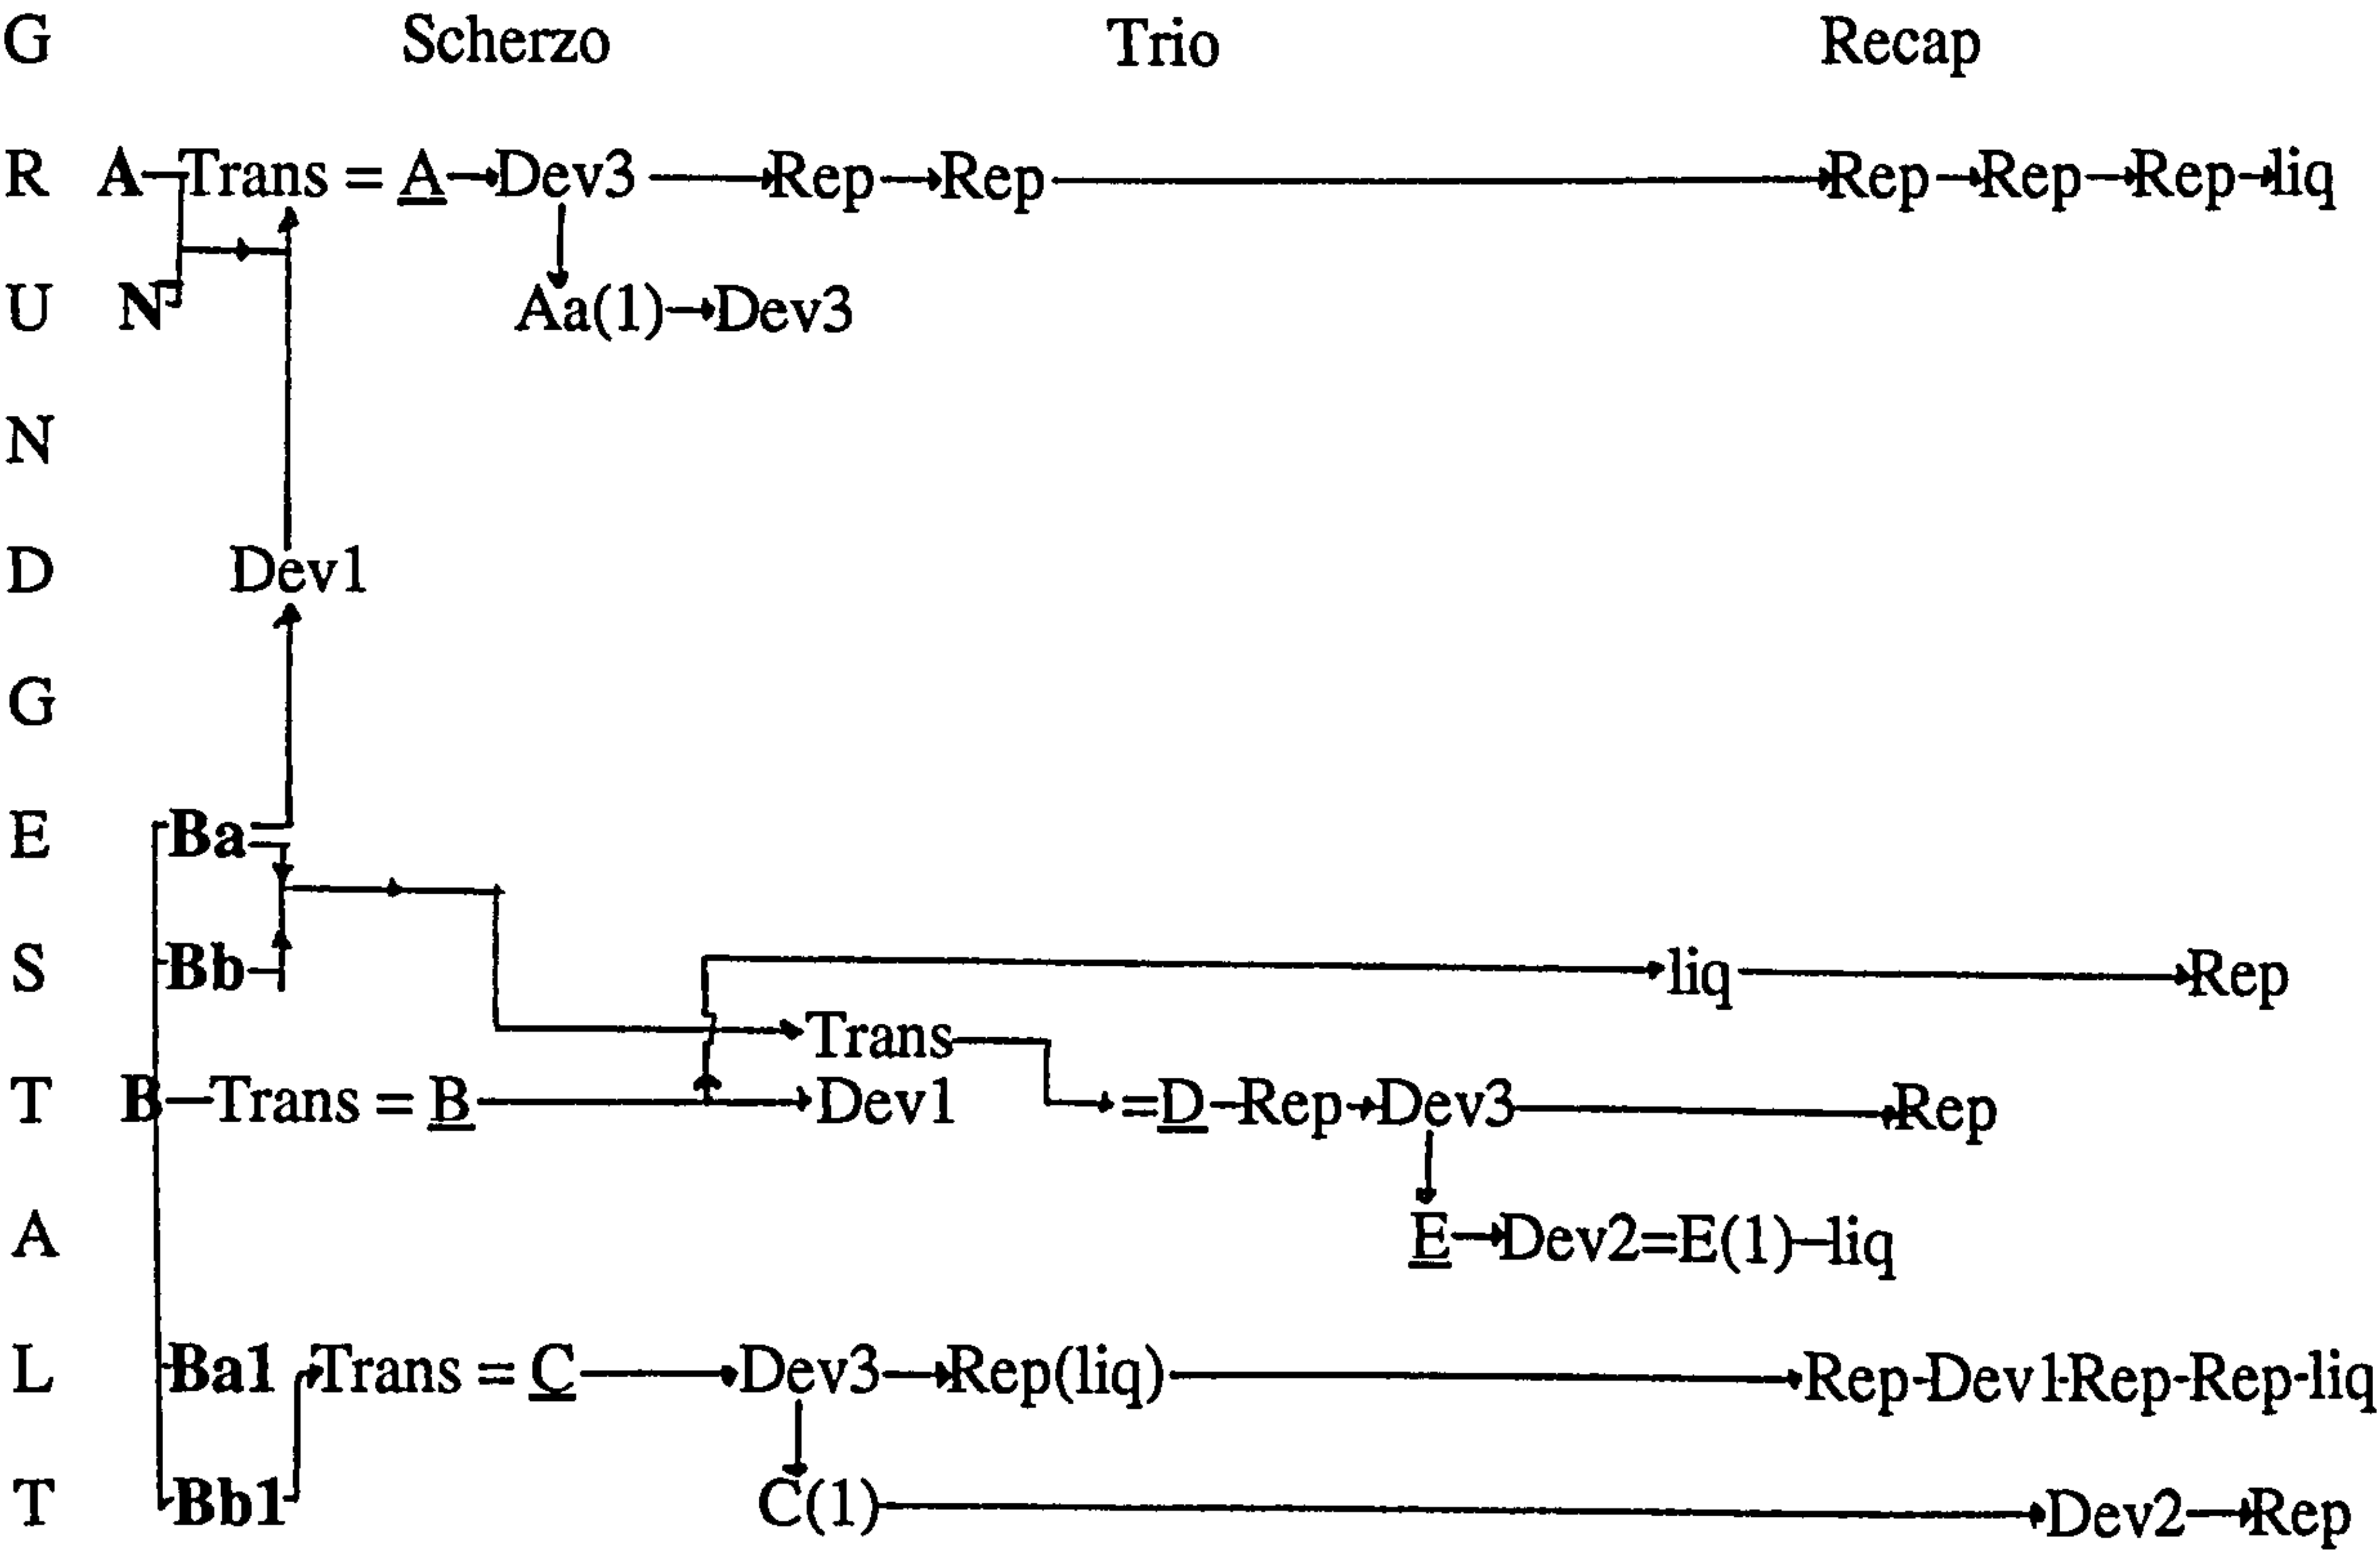 G Scherzo Trio Recap
R A Trans = A Dev3 Rep Rep Rep Rep Rep liq
U N Aa(1) Dev3
N
D Dev1
G
E Ba
S Bb liq Rep
Trans
T B Trans = B Dev1 =D Rep Dev3 Rep
A E Dev2=E(1) liq
L Ba1 Trans = C Dev3 Rep(liq) Rep-Dev1-Rep-Rep-liq
T Bb1 C(1) Dev2 Rep